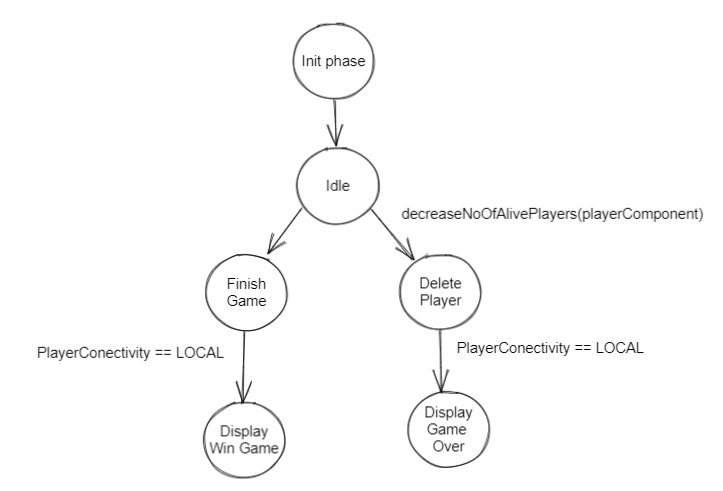 Init phase
Idle
decreaseNoOfAlivePlayers(playerComponent)
Finish
Game
Delete
Player
PlayerConectivity == LOCAL
PlayerConectivity == LOCAL
Display
Win Game
Display
Game
Over